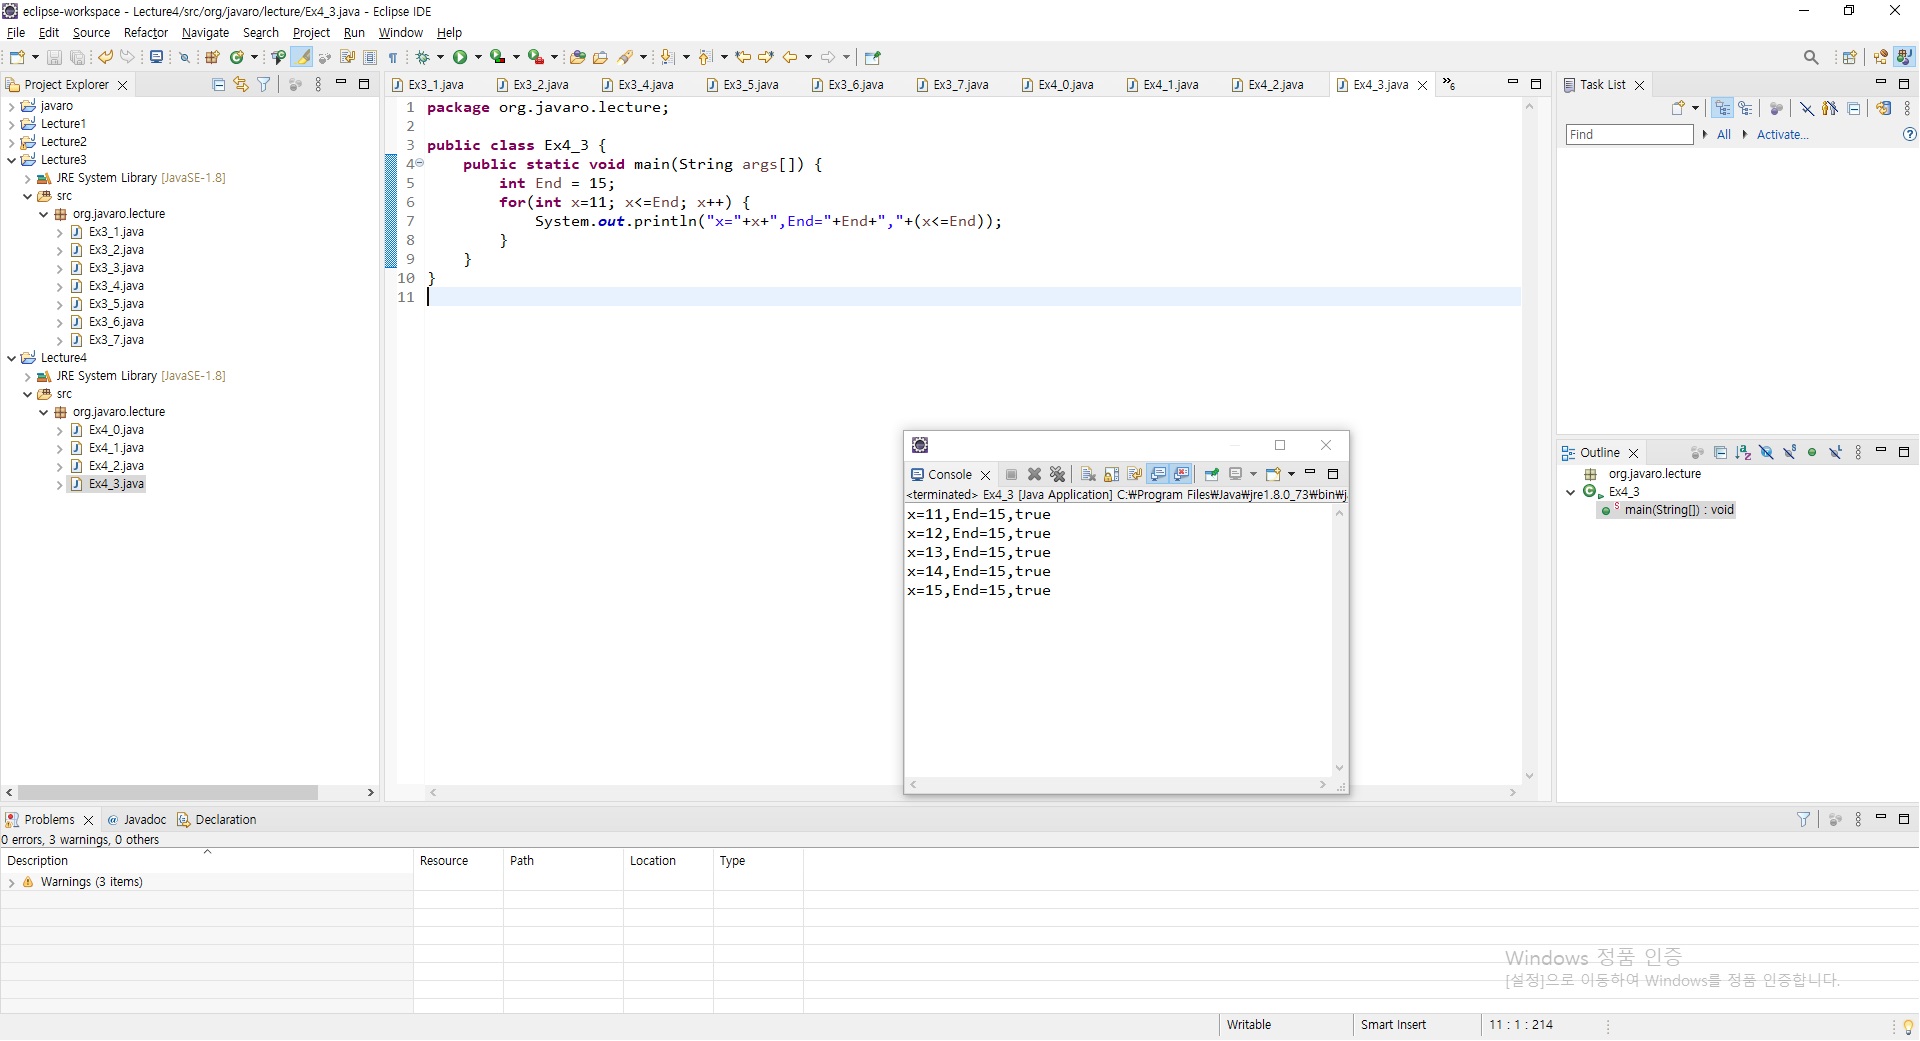 eclipse-workspace - Lecture4/src/org/javaro/lecture/Ex4_3.java - Eclipse IDE
File Edit Source Refactor Navigate Search Project Run Window Help
Project Explorer
javaro
Lecture1
Lecture2
Lecture3
JRE System Library [JavaSE-1.8]
src
org.javaro.lecture
Ex3_1.java
Ex3_2.java
Ex3_3.java
Ex3_4.java
Ex3_5.java
Ex3_6.java
Ex3_7.java
Lecture4
JRE System Library [JavaSE-1.8]
src
org.javaro.lecture
Ex4_0.java
Ex4_1.java
Ex4_2.java
Ex4_3.java
Ex3_1.java Ex3_2.java Ex3_4.java Ex3_5.java Ex3_6.java Ex3_7.java Ex4_0.java Ex4_1.java Ex4_2.java Ex4_3.java »6
1 package org.javaro.lecture;
2
3 public class Ex4_3 {
4 public static void main(String args[]) {
5 int End = 15;
6 for(int x=11; x<=End; x++) {
7 System.out.println("x="+x+",End="+End+","+(x<=End));
8 }
9 }
10 }
11
Console
<terminated> Ex4_3 [Java Application] C:₩Program Files₩Java₩jre1.8.0_73₩bin₩j
x=11,End=15,true
x=12,End=15,true
x=13,End=15,true
x=14,End=15,true
x=15,End=15,true
Task List
Find All Activate...
Outline
org.javaro.lecture
Ex4_3
main(String[]) : void
Problems @ Javadoc Declaration
0 errors, 3 warnings, 0 others
Description Resource Path Location Type
Warnings (3 items)
Windows 정품 인증
[설정]으로 이동하여 Windows를 정품 인증합니다.
Writable Smart Insert 11 : 1 : 214